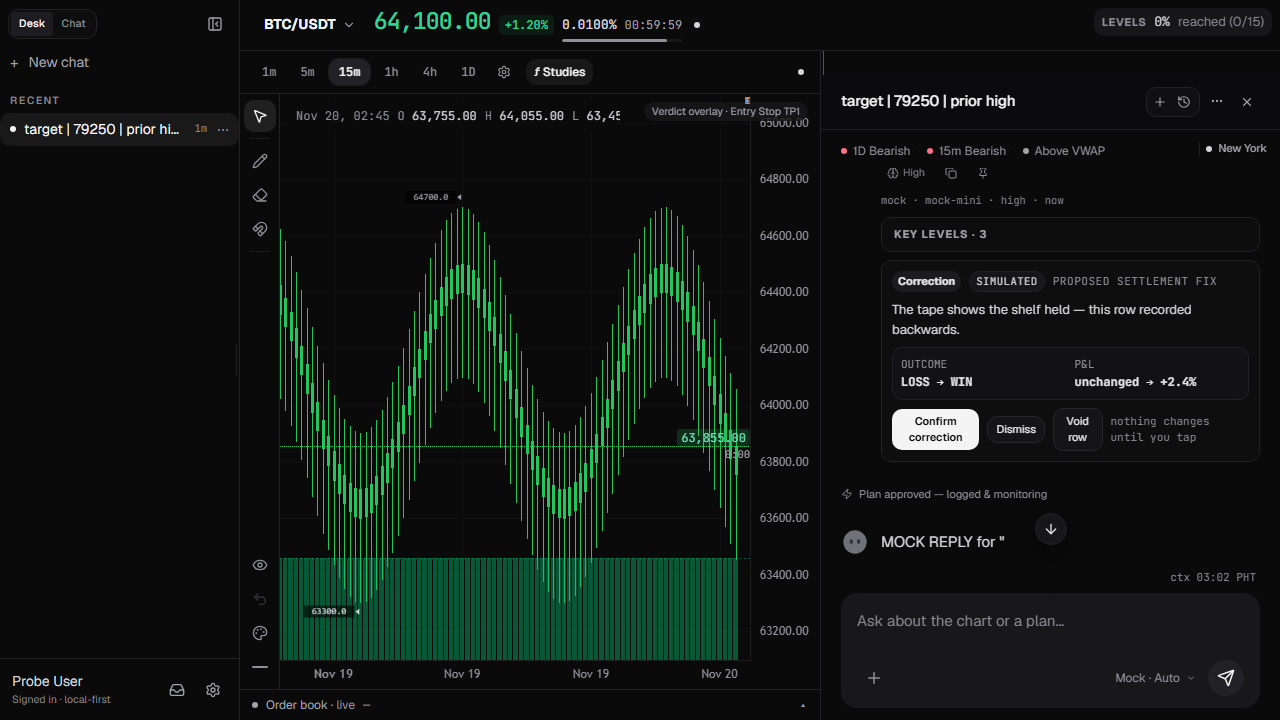 Desk Chat
+ New chat
RECENT
target | 79250 | prior hi... 1m ...
Probe User
Signed in · local-first
BTC/USDT 64,100.00 +1.20% 0.0100% 00:59:59
LEVELS 0% reached (0/15)
1m 5m 15m 1h 4h 1D f Studies
Nov 20, 02:45 O 63,755.00 H 64,055.00 L 63,45
Verdict overlay · Entry Stop TP1
65000.00
64800.00
64700.0
64600.00
64400.00
64200.00
64000.00
63,855.00
0:00
63800.00
63600.00
63400.00
63300.0
63200.00
Nov 19 Nov 19 Nov 19 Nov 20
Order book · live —
target | 79250 | prior high
1D Bearish · 15m Bearish · Above VWAP
New York
High
mock · mock-mini · high · now
KEY LEVELS · 3
Correction SIMULATED PROPOSED SETTLEMENT FIX
The tape shows the shelf held — this row recorded
backwards.
OUTCOME P&L
LOSS → WIN unchanged → +2.4%
Confirm correction
Dismiss
Void row
nothing changes
until you tap
Plan approved — logged & monitoring
MOCK REPLY for "
ctx 03:02 PHT
Ask about the chart or a plan...
Mock · Auto